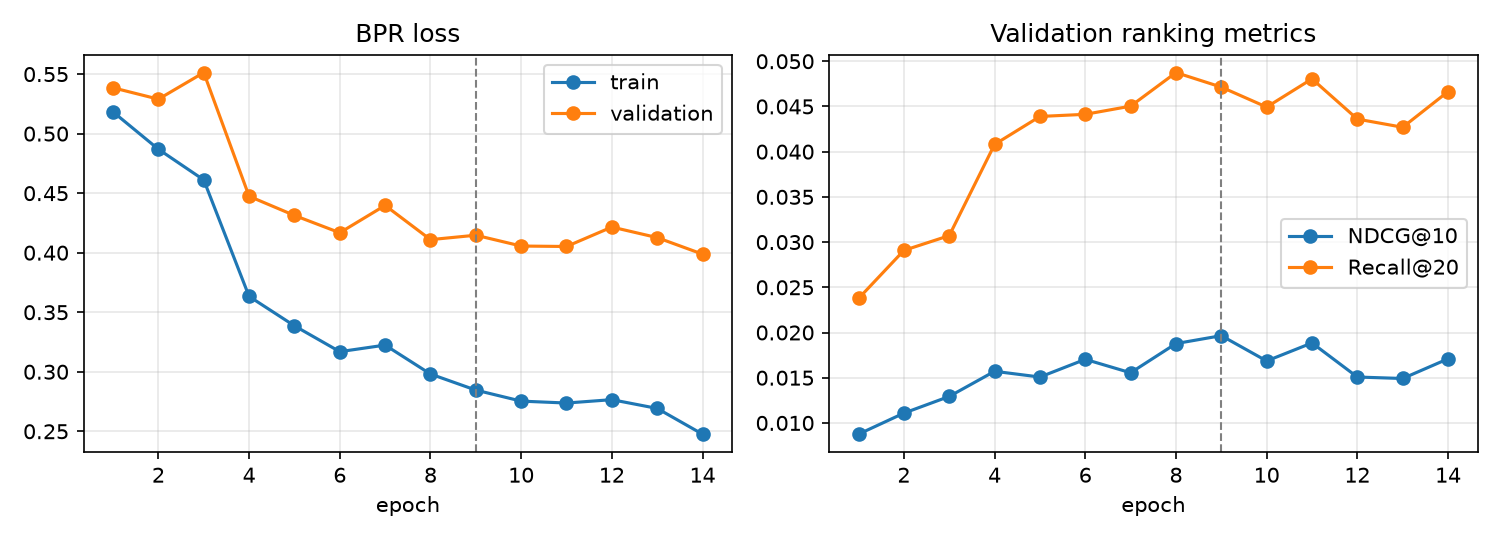 BPR loss
0.55
0.50
0.45
0.40
0.35
0.30
0.25
train
validation
2 4 6 8 10 12 14
epoch
Validation ranking metrics
0.050
0.045
0.040
0.035
0.030
0.025
0.020
0.015
0.010
NDCG@10
Recall@20
2 4 6 8 10 12 14
epoch